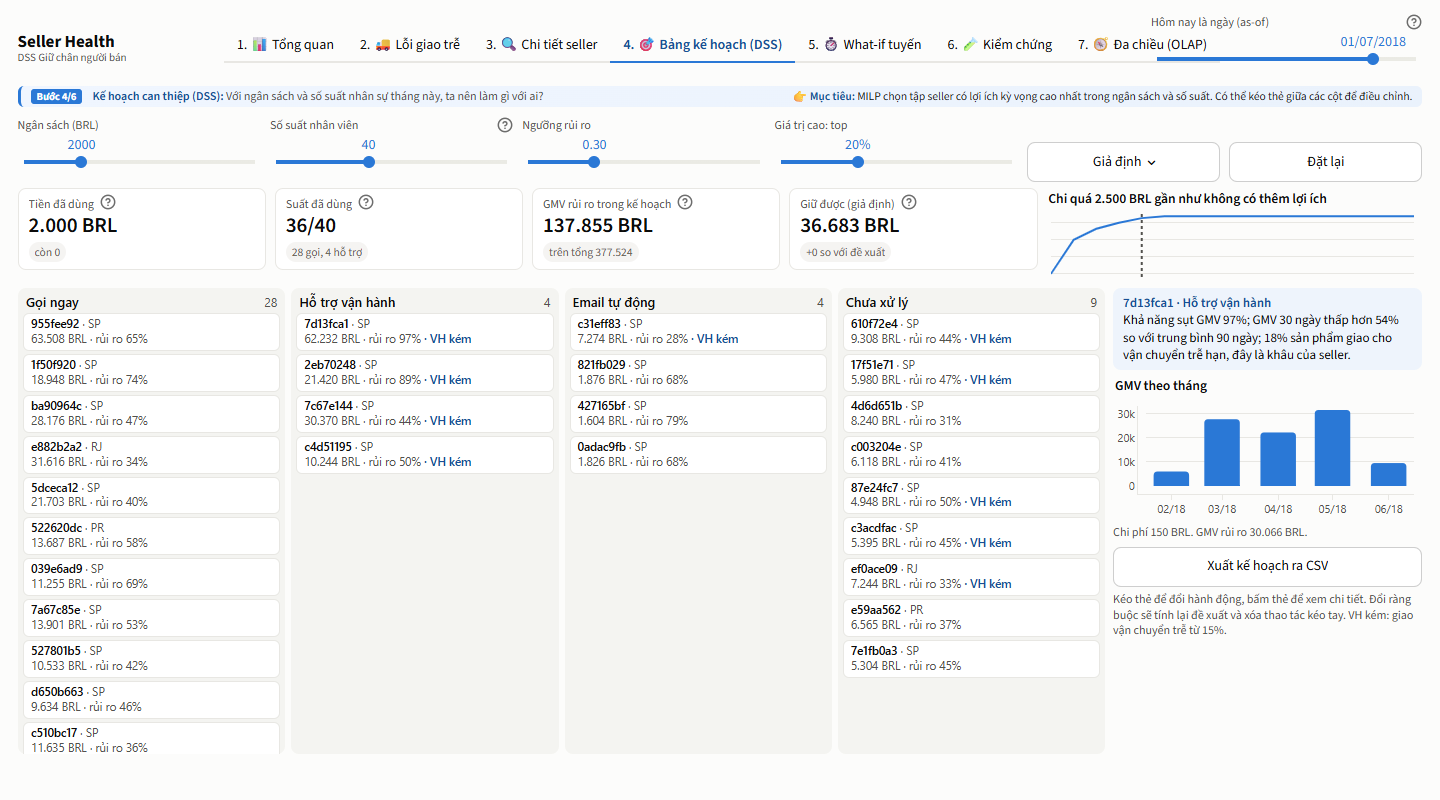 Hôm nay là ngày (as-of)
Seller Health
DSS Giữ chân người bán
1. Tổng quan
2. Lỗi giao trễ
3. Chi tiết seller
4. Bảng kế hoạch (DSS)
5. What-if tuyến
6. Kiểm chứng
7. Đa chiều (OLAP)
01/07/2018
Bước 4/6 Kế hoạch can thiệp (DSS): Với ngân sách và số suất nhân sự tháng này, ta nên làm gì với ai?
Mục tiêu: MILP chọn tập seller có lợi ích kỳ vọng cao nhất trong ngân sách và số suất. Có thể kéo thẻ giữa các cột để điều chỉnh.
Ngân sách (BRL)
2000
Số suất nhân viên
40
Ngưỡng rủi ro
0.30
Giá trị cao: top
20%
Giả định
Đặt lại
Tiền đã dùng
2.000 BRL
còn 0
Suất đã dùng
36/40
28 gọi, 4 hỗ trợ
GMV rủi ro trong kế hoạch
137.855 BRL
trên tổng 377.524
Giữ được (giả định)
36.683 BRL
+0 so với đề xuất
Chi quá 2.500 BRL gần như không có thêm lợi ích
Gọi ngay 28
955fee92 · SP
63.508 BRL · rủi ro 65%
1f50f920 · SP
18.948 BRL · rủi ro 74%
ba90964c · SP
28.176 BRL · rủi ro 47%
e882b2a2 · RJ
31.616 BRL · rủi ro 34%
5dceca12 · SP
21.703 BRL · rủi ro 40%
522620dc · PR
13.687 BRL · rủi ro 58%
039e6ad9 · SP
11.255 BRL · rủi ro 69%
7a67c85e · SP
13.901 BRL · rủi ro 53%
527801b5 · SP
10.533 BRL · rủi ro 42%
d650b663 · SP
9.634 BRL · rủi ro 46%
c510bc17 · SP
11.635 BRL · rủi ro 36%
Hỗ trợ vận hành 4
7d13fca1 · SP
62.232 BRL · rủi ro 97% · VH kém
2eb70248 · SP
21.420 BRL · rủi ro 89% · VH kém
7c67e144 · SP
30.370 BRL · rủi ro 44% · VH kém
c4d51195 · SP
10.244 BRL · rủi ro 50% · VH kém
Email tự động 4
c31eff83 · SP
7.274 BRL · rủi ro 28% · VH kém
821fb029 · SP
1.876 BRL · rủi ro 68%
427165bf · SP
1.604 BRL · rủi ro 79%
0adac9fb · SP
1.826 BRL · rủi ro 68%
Chưa xử lý 9
610f72e4 · SP
9.308 BRL · rủi ro 44% · VH kém
17f51e71 · SP
5.980 BRL · rủi ro 47% · VH kém
4d6d651b · SP
8.240 BRL · rủi ro 31%
c003204e · SP
6.118 BRL · rủi ro 41%
87e24fc7 · SP
4.948 BRL · rủi ro 50% · VH kém
c3acdfac · SP
5.395 BRL · rủi ro 45% · VH kém
ef0ace09 · RJ
7.244 BRL · rủi ro 33% · VH kém
e59aa562 · PR
6.565 BRL · rủi ro 37%
7e1fb0a3 · SP
5.304 BRL · rủi ro 45%
7d13fca1 · Hỗ trợ vận hành
Khả năng sụt GMV 97%; GMV 30 ngày thấp hơn 54%
so với trung bình 90 ngày; 18% sản phẩm giao cho
vận chuyển trễ hạn, đây là khâu của seller.
GMV theo tháng
30k
20k
10k
0
02/18 03/18 04/18 05/18 06/18
Chi phí 150 BRL. GMV rủi ro 30.066 BRL.
Xuất kế hoạch ra CSV
Kéo thẻ để đổi hành động, bấm thẻ để xem chi tiết. Đổi ràng
buộc sẽ tính lại đề xuất và xóa thao tác kéo tay. VH kém: giao
vận chuyển trễ từ 15%.